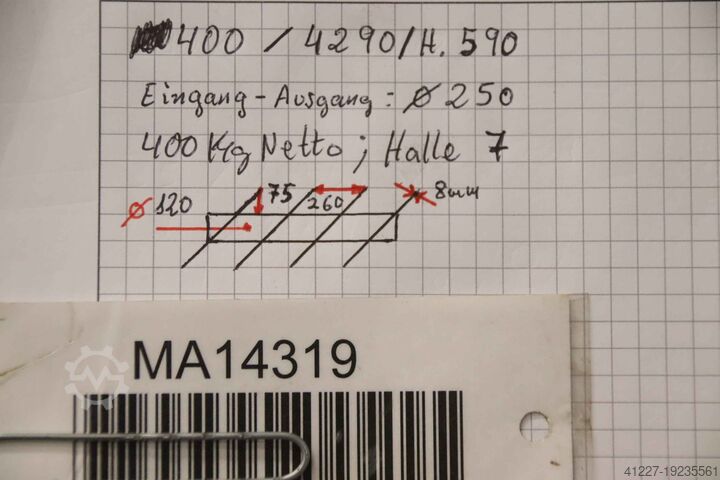 400 / 4290/H. 590
Eingang-Ausgang: ⌀250
400 Kg Netto ; Halle 7
⌀ 120 75 260 8mm
MA14319
41227-19235561